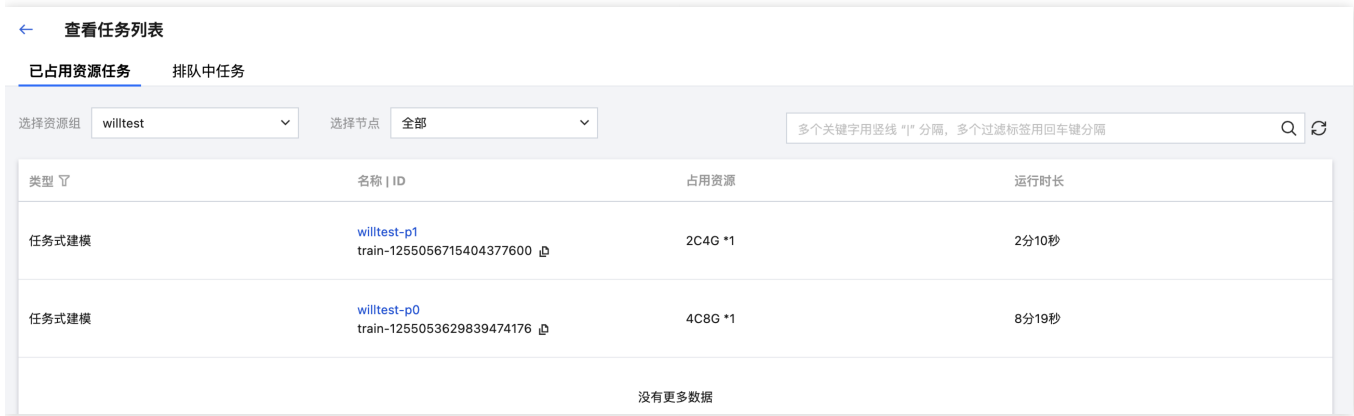 ← 查看任务列表
已占用资源任务 排队中任务
选择资源组 willtest 选择节点 全部 多个关键字用竖线 "|" 分隔，多个过滤标签用回车键分隔
类型 名称 | ID 占用资源 运行时长
任务式建模 willtest-p1 2C4G *1 2分10秒
train-1255056715404377600
任务式建模 willtest-p0 4C8G *1 8分19秒
train-1255053629839474176
没有更多数据